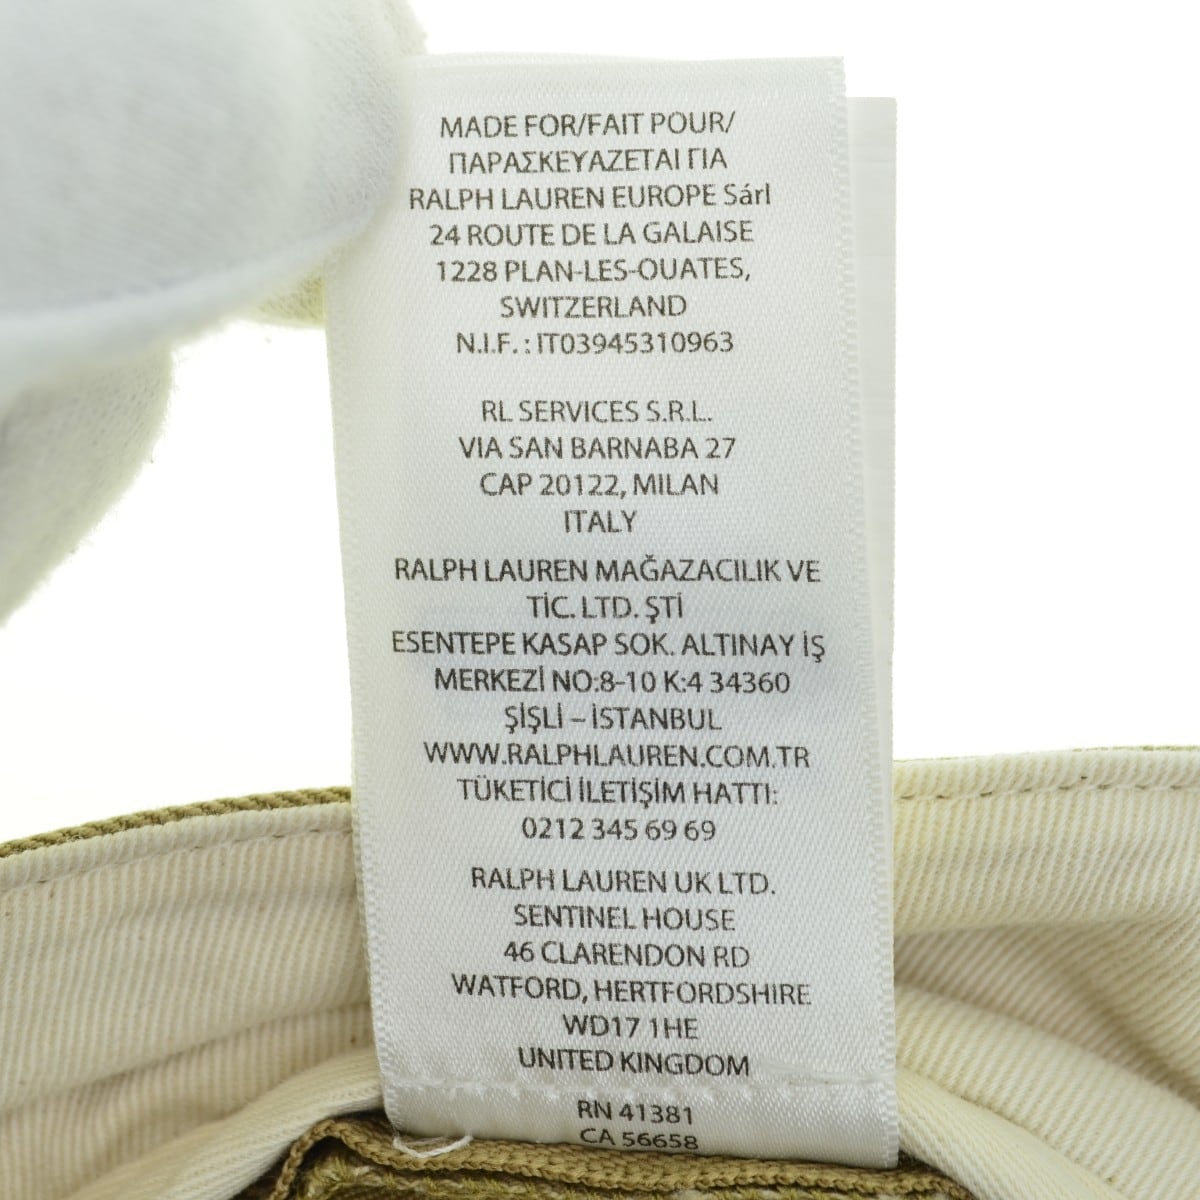 MADE FOR/FAIT POUR/
ΠΑΡΑΣΚΕΥΑΖΕΤΑΙ ΓΙΑ
RALPH LAUREN EUROPE Sárl
24 ROUTE DE LA GALAISE
1228 PLAN-LES-OUATES,
SWITZERLAND
N.I.F. : IT03945310963
RL SERVICES S.R.L.
VIA SAN BARNABA 27
CAP 20122, MILAN
ITALY
RALPH LAUREN MAĞAZACILIK VE
TİC. LTD. ŞTİ
ESENTEPE KASAP SOK. ALTINAY İŞ
MERKEZİ NO:8-10 K:4 34360
ŞİŞLİ – İSTANBUL
WWW.RALPHLAUREN.COM.TR
TÜKETİCİ İLETİŞİM HATTI:
0212 345 69 69
RALPH LAUREN UK LTD.
SENTINEL HOUSE
46 CLARENDON RD
WATFORD, HERTFORDSHIRE
WD17 1HE
UNITED KINGDOM
RN 41381
CA 56658